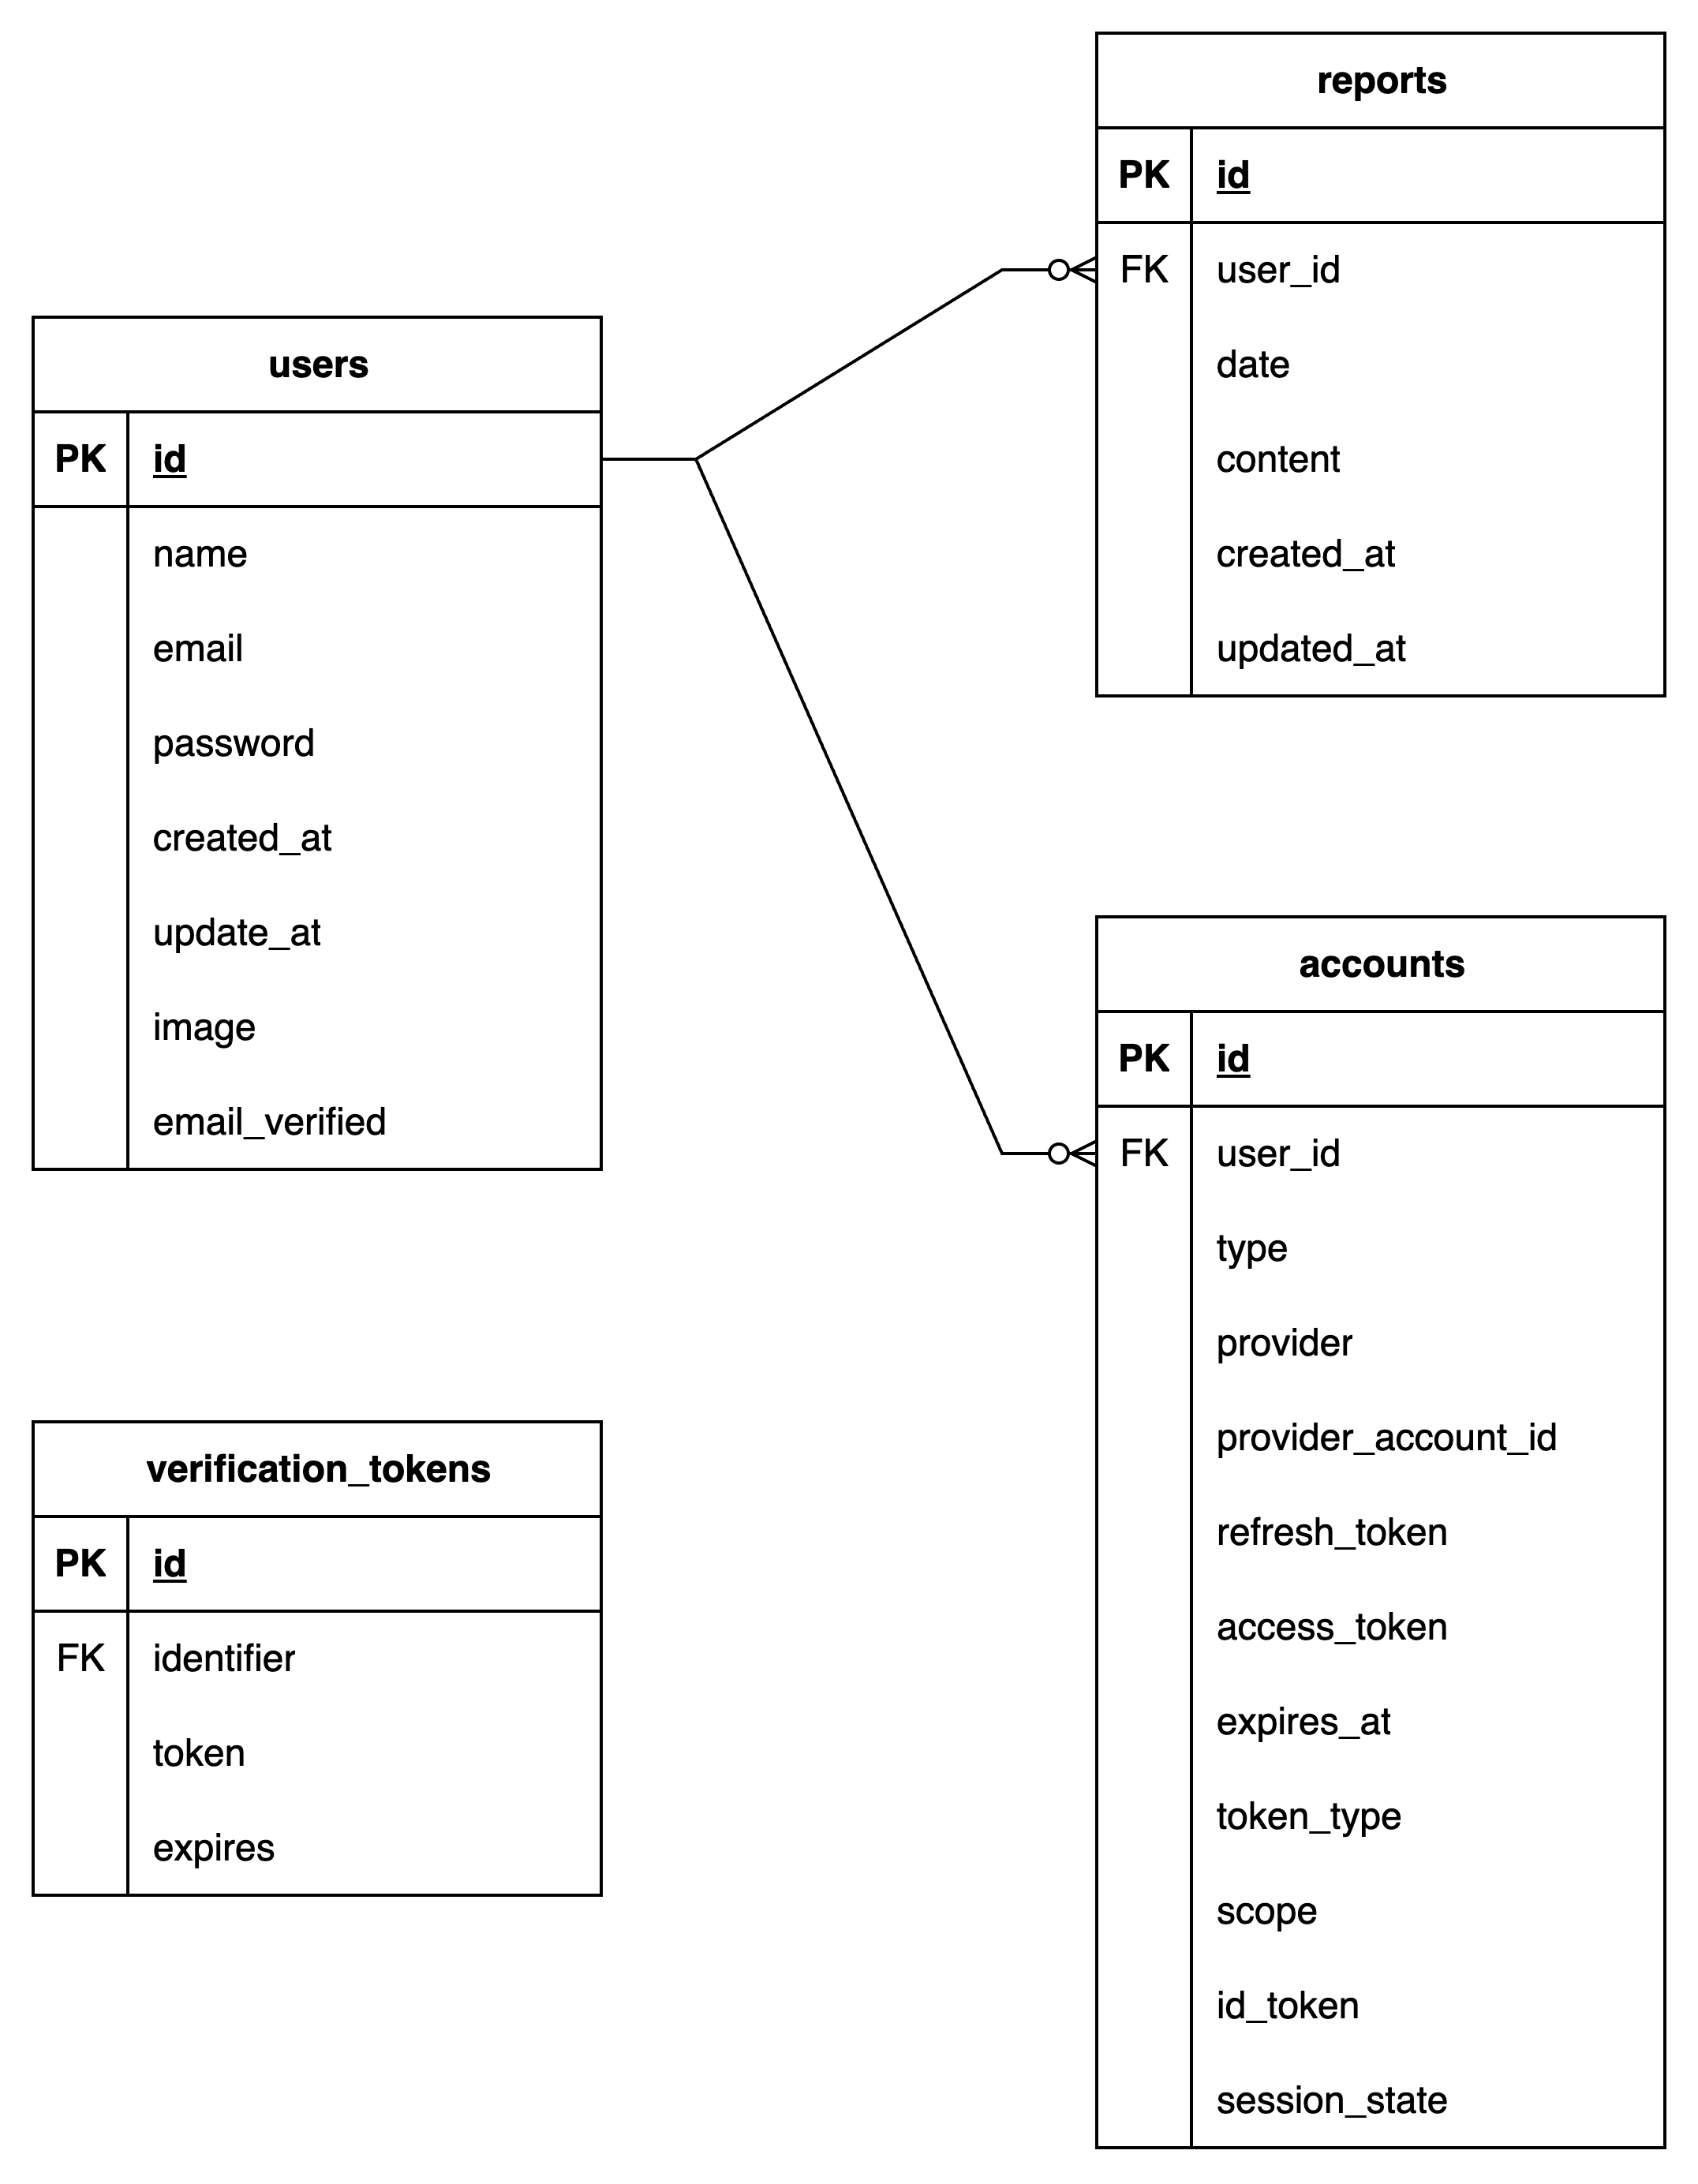 reports
PK id
FK user_id
date
content
created_at
updated_at
users
PK id
name
email
password
created_at
update_at
image
email_verified
accounts
PK id
FK user_id
type
provider
provider_account_id
refresh_token
access_token
expires_at
token_type
scope
id_token
session_state
verification_tokens
PK id
FK identifier
token
expires